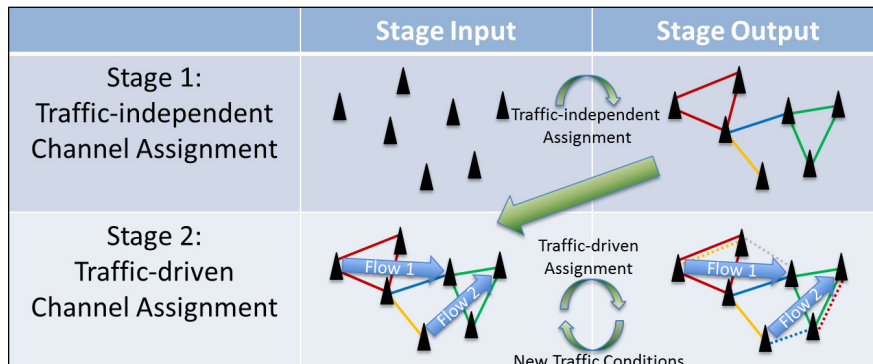 Stage Input
Stage Output
Stage 1:
Traffic-independent
Channel Assignment
Traffic-independent
Assignment
Stage 2:
Traffic-driven
Channel Assignment
Flow 1
Flow 2
Traffic-driven
Assignment
New Traffic Conditions
Flow 1
Flow 2